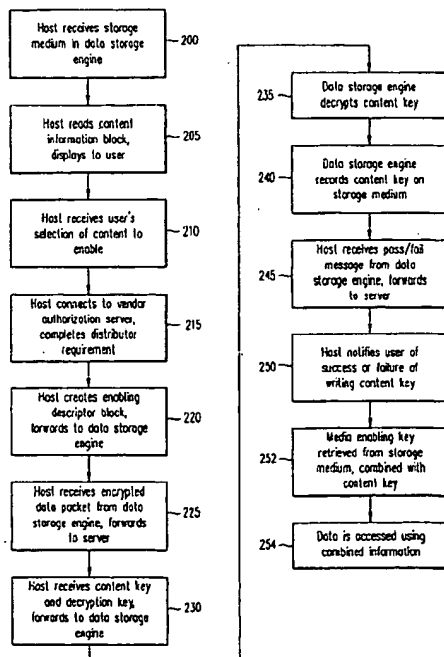 Host receives storage
medium in data storage
engine
200
Host reads content
information block,
displays to user
205
Host receives user's
selection of content to
enable
210
Host connects to vendor
authorization server,
completes distributor
requirement
215
Host creates enabling
descriptor block,
forwards to data storage
engine
220
Host receives encrypted
data packet from data
storage engine, forwards
to server
225
Host receives content key
and decryption key,
forwards to data storage
engine
230
235
Data storage engine
decrypts content key
240
Data storage engine
records content key on
storage medium
245
Host receives pass/fail
message from data
storage engine, forwards
to server
250
Host notifies user of
success or failure of
writing content key
252
Media enabling key
retrieved from storage
medium, combined with
content key
254
Data is accessed using
combined information